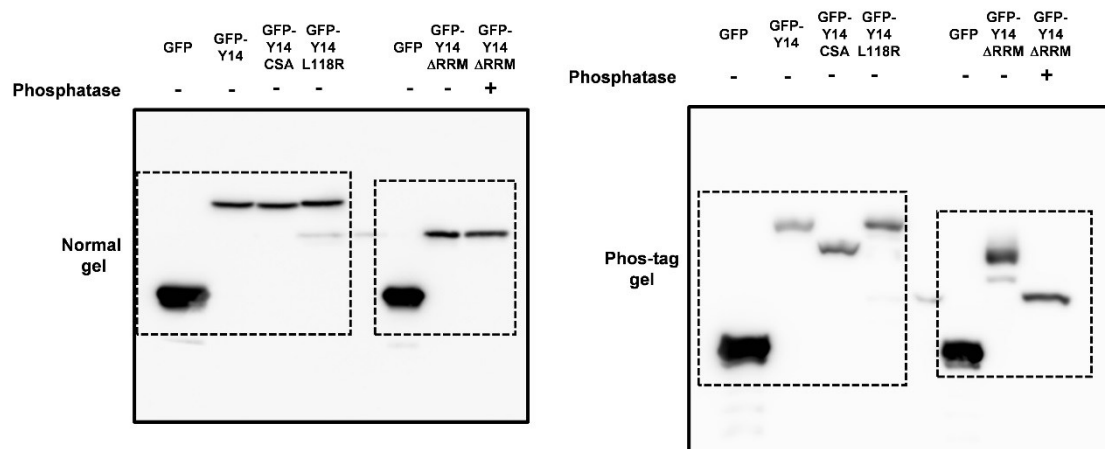 GFP
GFP-
Y14
GFP-
Y14
CSA
GFP-
Y14
L118R
GFP
GFP-
Y14
ΔRRM
GFP-
Y14
ΔRRM
Phosphatase - - - - - - +
Normal
gel
GFP
GFP-
Y14
GFP-
Y14
CSA
GFP-
Y14
L118R
GFP
GFP-
Y14
ΔRRM
GFP-
Y14
ΔRRM
- - - - - - +
Phos-tag
gel